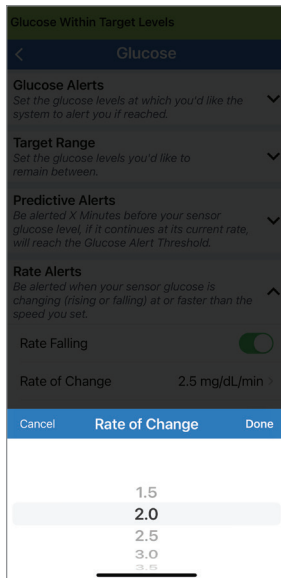 Glucose Within Target Levels
Glucose
Glucose Alerts
Set the glucose levels at which you'd like the
system to alert you if reached.
Target Range
Set the glucose levels you'd like to
remain between.
Predictive Alerts
Be alerted X Minutes before your sensor
glucose level, if it continues at its current rate,
will reach the Glucose Alert Threshold.
Rate Alerts
Be alerted when your sensor glucose is
changing (rising or falling) at or faster than the
speed you set.
Rate Falling
Rate of Change 2.5 mg/dL/min
Cancel Rate of Change Done
1.5
2.0
2.5
3.0
3.5